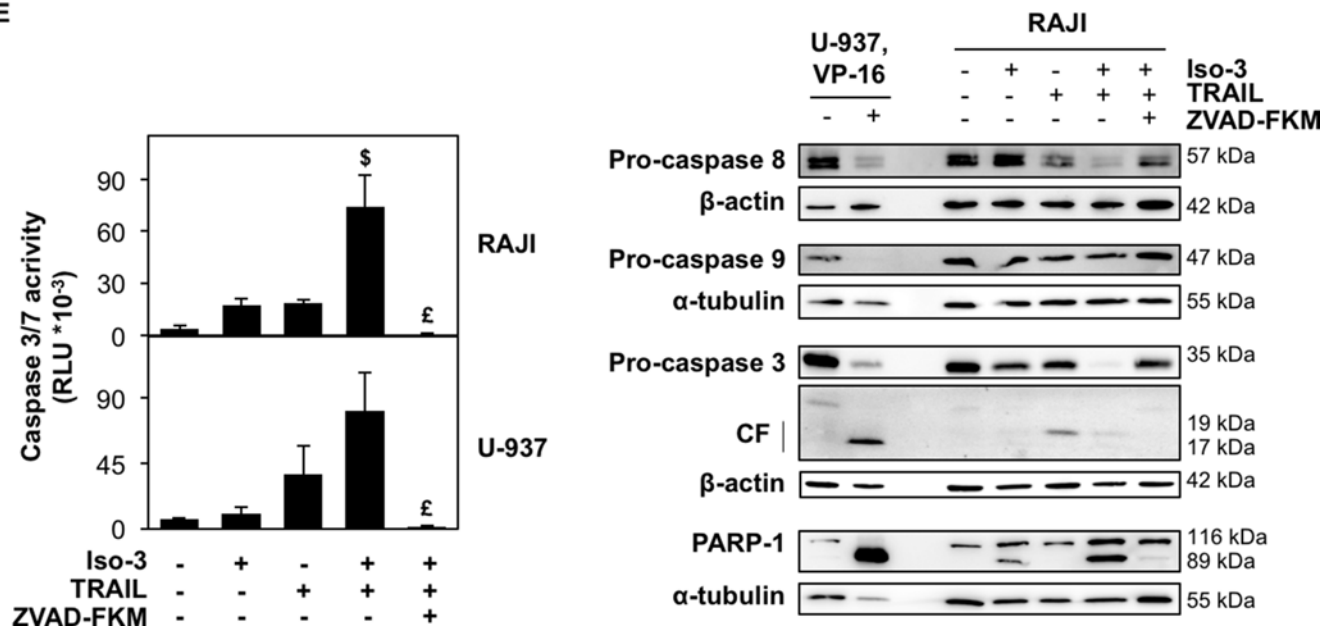 E
Caspase 3/7 acrivity
(RLU *10-3)
90
60
30
0
$
£
RAJI
90
45
0
£
U-937
Iso-3 - + - + +
TRAIL - - + + +
ZVAD-FKM - - - - +
U-937,
VP-16
- +
RAJI
- + - + + Iso-3
- - + + + TRAIL
- - - - + ZVAD-FKM
Pro-caspase 8 57 kDa
β-actin 42 kDa
Pro-caspase 9 47 kDa
α-tubulin 55 kDa
Pro-caspase 3 35 kDa
CF 19 kDa
17 kDa
β-actin 42 kDa
PARP-1 116 kDa
89 kDa
α-tubulin 55 kDa